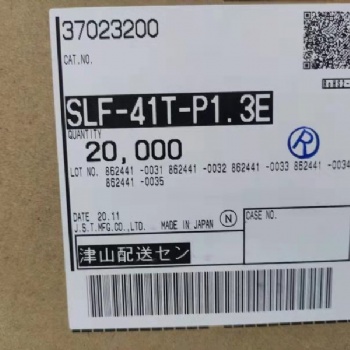 37023200
CAT.NO.
SLF-41T-P1.3E
QUANTITY
20,000
R
LOT NO. 862441 -0031 862441 -0032 862441 -0033 862441 -0034
862441 -0035
DATE 20.11
J.S.T.MFG.CO.,LTD. MADE IN JAPAN
N
CASE NO.
津山配送セン